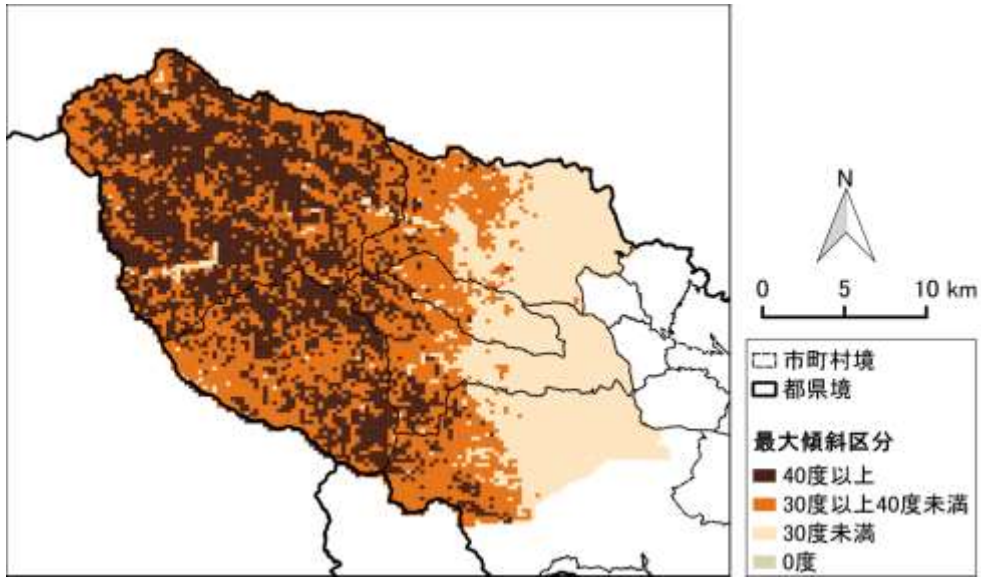 N
0 5 10 km
市町村境
都県境
最大傾斜区分
40度以上
30度以上40度未満
30度未満
0度